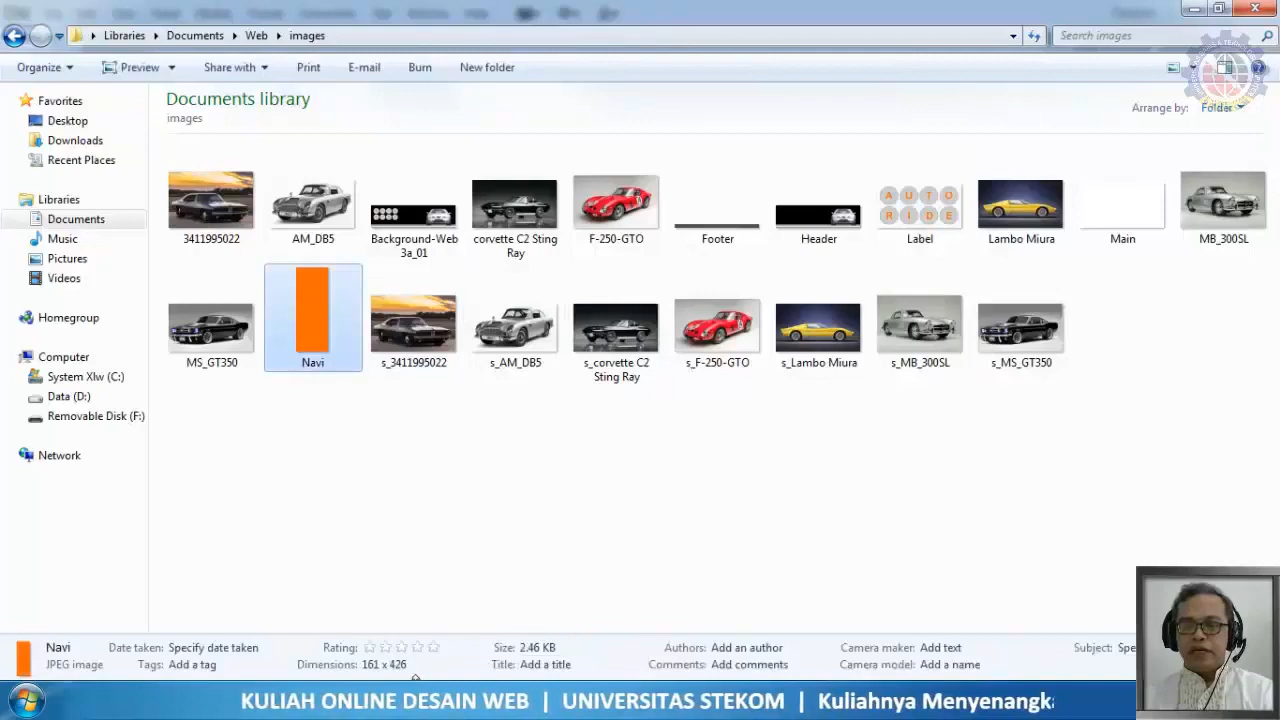 Libraries Documents Web images
Search images
Organize Preview Share with Print E-mail Burn New folder
Favorites
Desktop
Downloads
Recent Places
Libraries
Documents
Music
Pictures
Videos
Homegroup
Computer
System Xlw (C:)
Data (D:)
Removable Disk (F:)
Network
Documents library
images
Arrange by: Folder
AUTO
RIDE
3411995022
AM_DB5
Background-Web
3a_01
corvette C2 Sting
Ray
F-250-GTO
Footer
Header
Label
Lambo Miura
Main
MB_300SL
MS_GT350
Navi
s_3411995022
s_AM_DB5
s_corvette C2
Sting Ray
s_F-250-GTO
s_Lambo Miura
s_MB_300SL
s_MS_GT350
Navi Date taken: Specify date taken Rating: Size: 2.46 KB Authors: Add an author Camera maker: Add text Subject: Spe
JPEG image Tags: Add a tag Dimensions: 161 x 426 Title: Add a title Comments: Add comments Camera model: Add a name
KULIAH ONLINE DESAIN WEB | UNIVERSITAS STEKOM | Kuliahnya Menyenangka